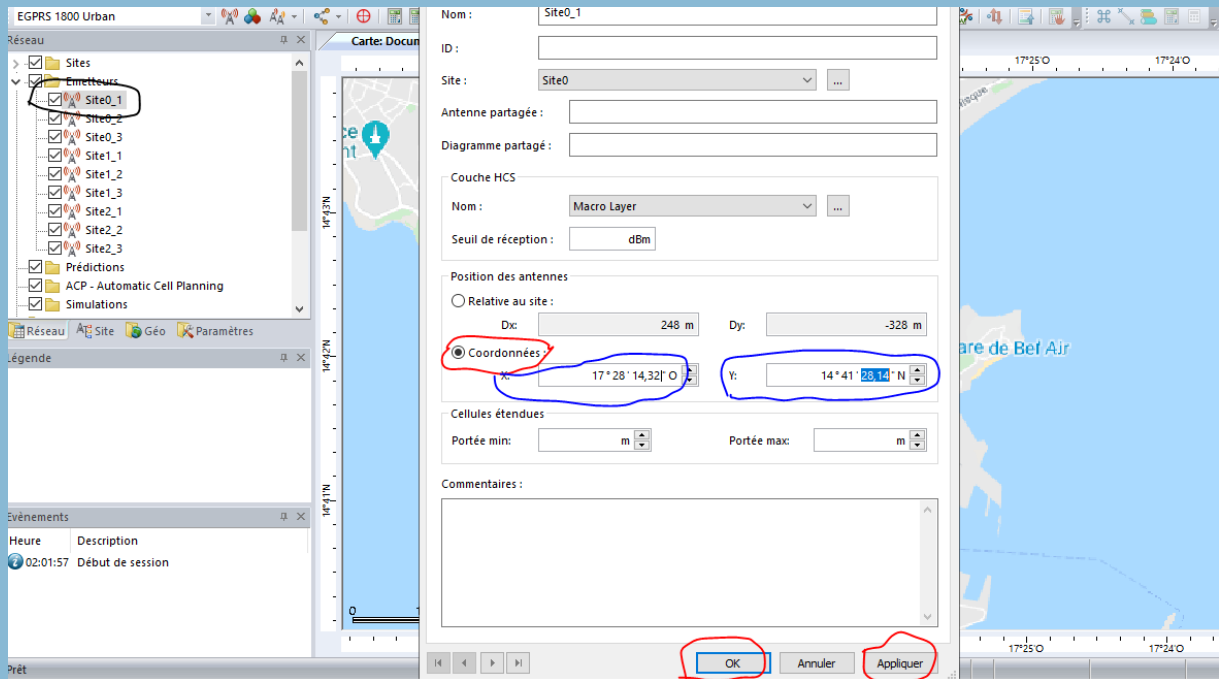 EGPRS 1800 Urban
Réseau
Sites
Emetteurs
Site0_1
Site0_2
Site0_3
Site1_1
Site1_2
Site1_3
Site2_1
Site2_2
Site2_3
Prédictions
ACP - Automatic Cell Planning
Simulations
Réseau
Site
Géo
Paramètres
Légende
Evènements
Heure Description
02:01:57 Début de session
Prêt
Carte: Docun
14°43'N
14°42'N
14°41'N
0
Nom : Site0_1
ID :
Site : Site0 ...
Antenne partagée :
Diagramme partagé :
Couche HCS
Nom : Macro Layer ...
Seuil de réception : dBm
Position des antennes
Relative au site :
Dx: 248 m Dy: -328 m
Coordonnées :
X: 17 ° 28 ' 14,32" O Y: 14 ° 41 ' 28,14 " N
Cellules étendues
Portée min: m Portée max: m
Commentaires :
OK Annuler Appliquer
17°25'O 17°24'O
are de Bel Air
17°25'O 17°24'O